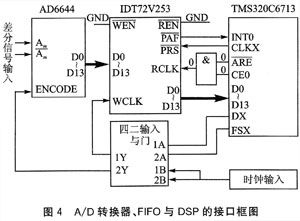 AD6644 IDT72V253 TMS320C6713
差分信号输入
Ain
Ain
ENCODE
D0
~
D13
GND WEN REN GND
PAF INT0
PRS CLKX
RCLK 0 & 0 ARE
0 CE0
D0
~
D13
D0
~
D13
WCLK
DX
FSX
四二输入
与门
1A
2A
1Y 1B
2Y 2B
时钟输入
图 4 A/D 转换器、FIFO 与 DSP 的接口框图